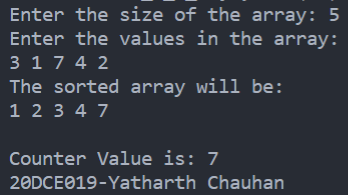 Enter the size of the array: 5
Enter the values in the array:
3 1 7 4 2
The sorted array will be:
1 2 3 4 7
Counter Value is: 7
20DCE019-Yatharth Chauhan